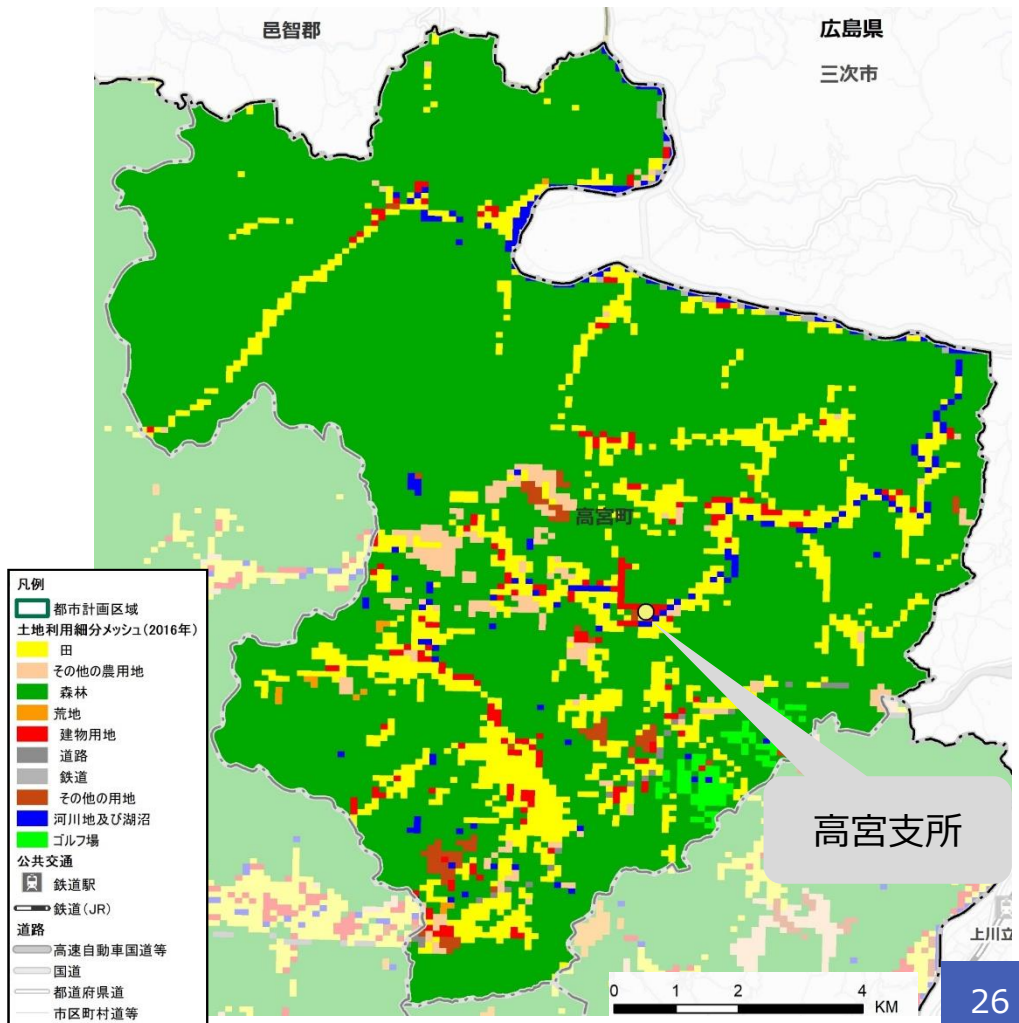 邑智郡
広島県
三次市
高宮町
高宮支所
上川立
凡例
都市計画区域
土地利用細分メッシュ(2016年)
田
その他の農用地
森林
荒地
建物用地
道路
鉄道
その他の用地
河川地及び湖沼
ゴルフ場
公共交通
鉄道駅
鉄道(JR)
道路
高速自動車国道等
国道
都道府県道
市区町村道等
0 1 2 4
KM
26